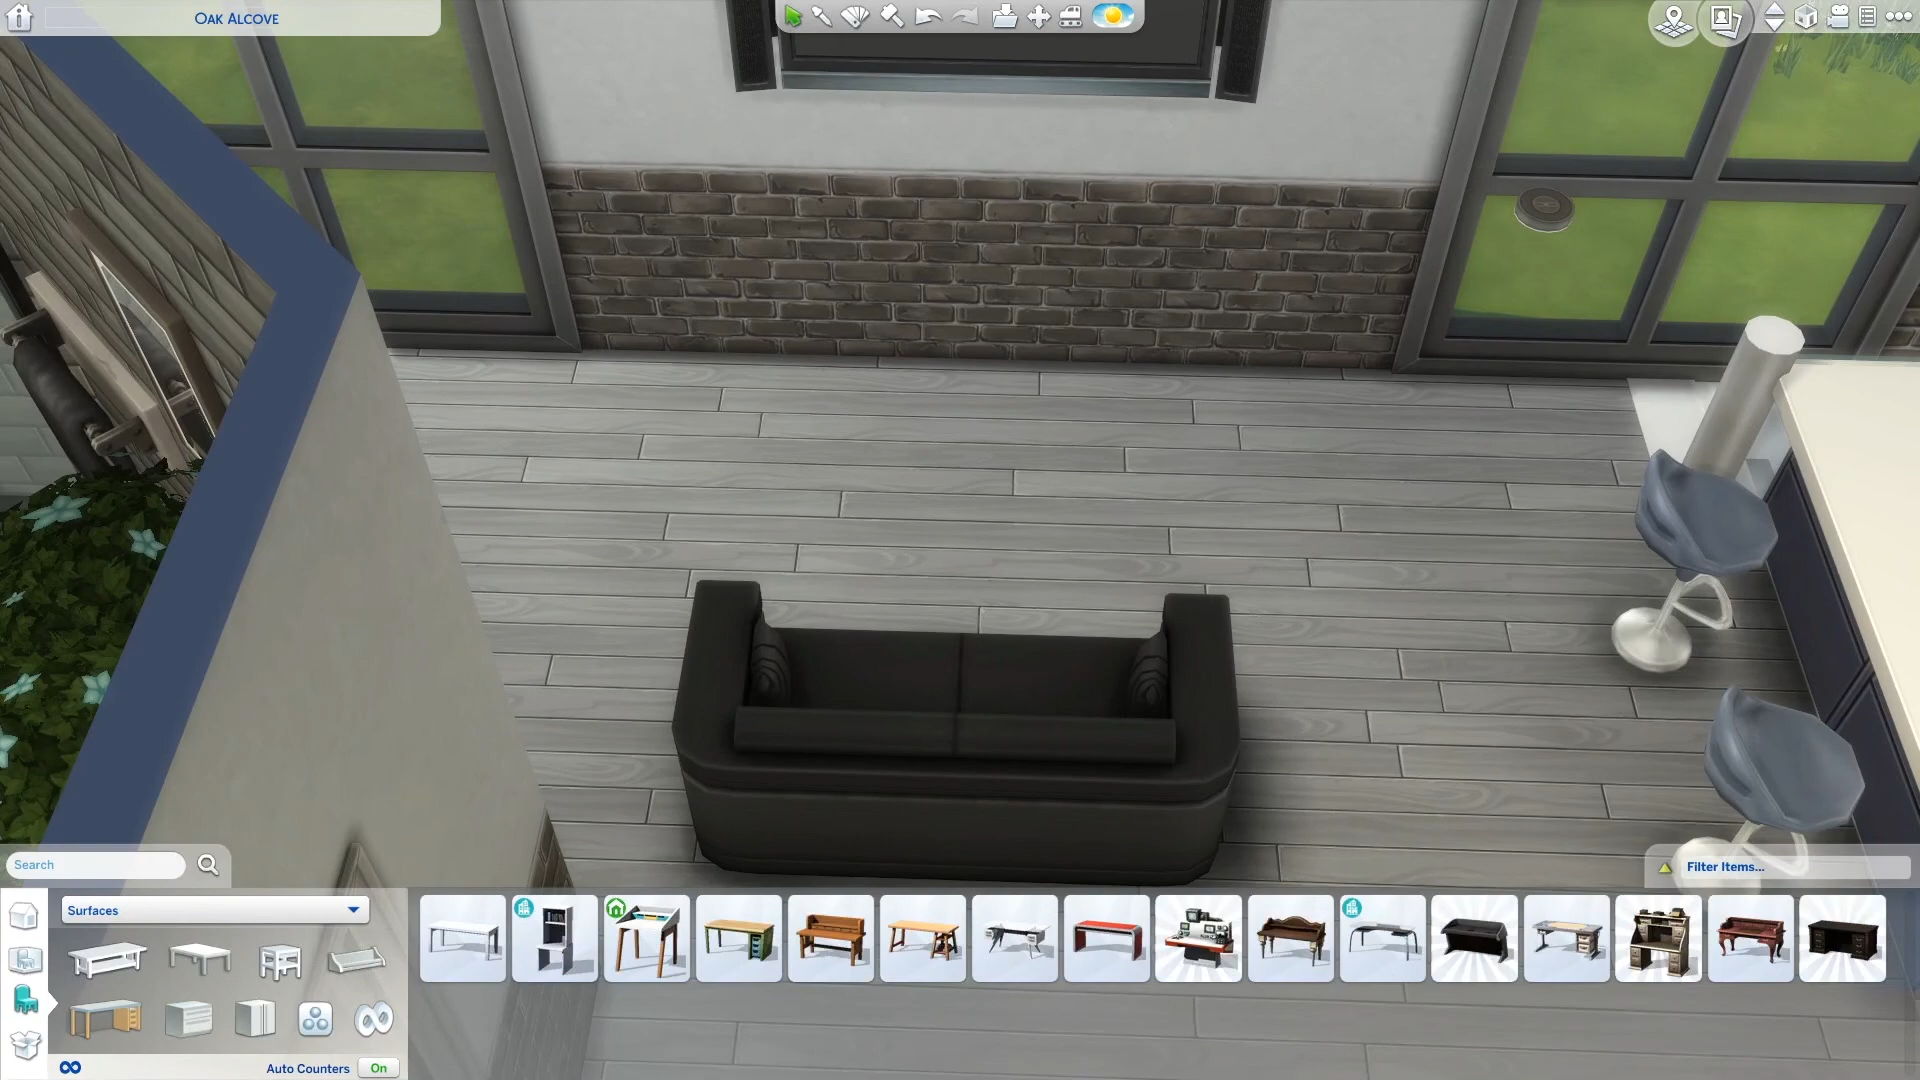 Oak Alcove
Search
Filter Items...
Surfaces
Auto Counters
On